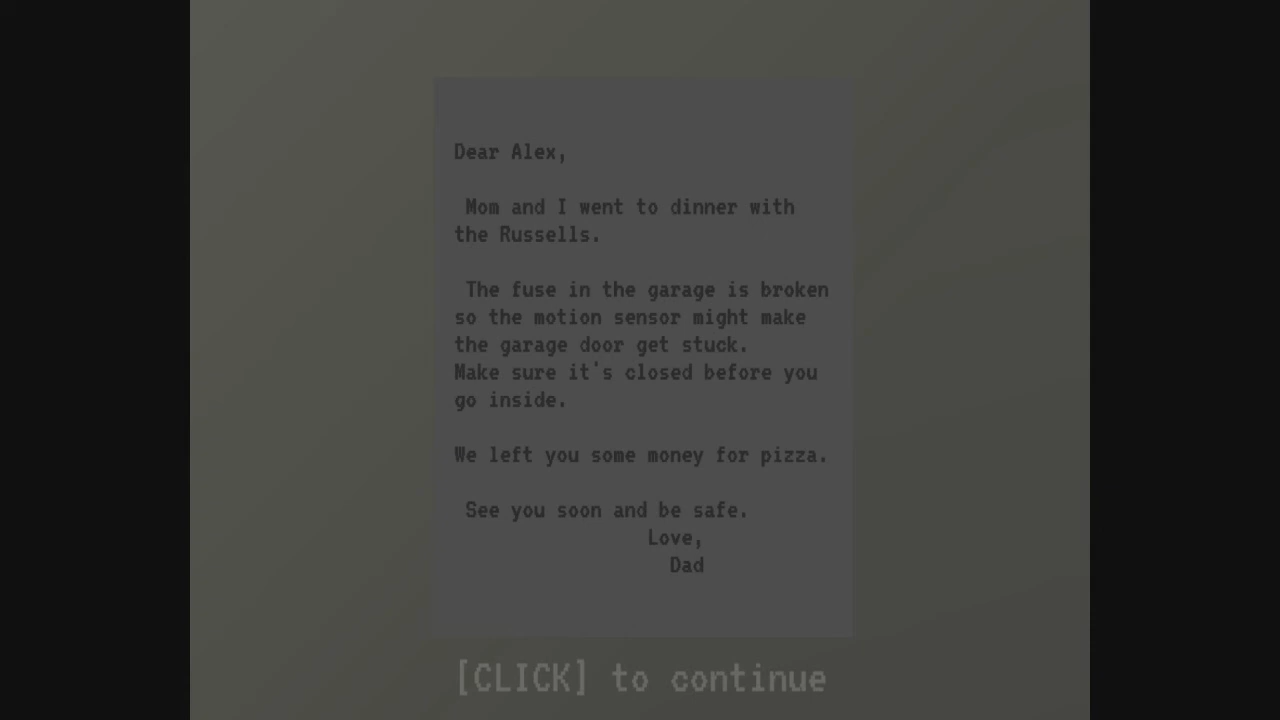 Dear Alex,
Mom and I went to dinner with
the Russells.
The fuse in the garage is broken
so the motion sensor might make
the garage door get stuck.
Make sure it's closed before you
go inside.
We left you some money for pizza.
See you soon and be safe.
Love,
Dad
[CLICK] to continue